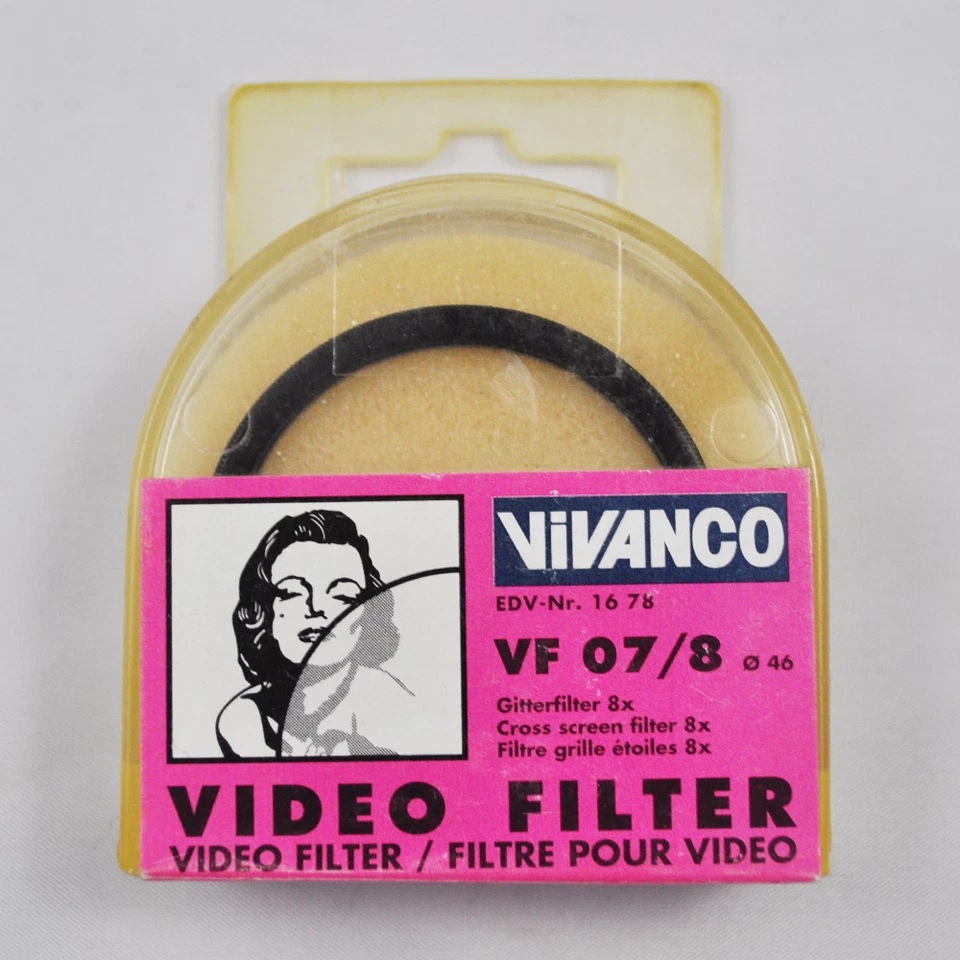 ViVANCO
EDV-Nr. 16 78
VF 07/8 Ø 46
Gitterfilter 8x
Cross screen filter 8x
Filtre grille étoiles 8x
VIDEO FILTER
VIDEO FILTER / FILTRE POUR VIDEO